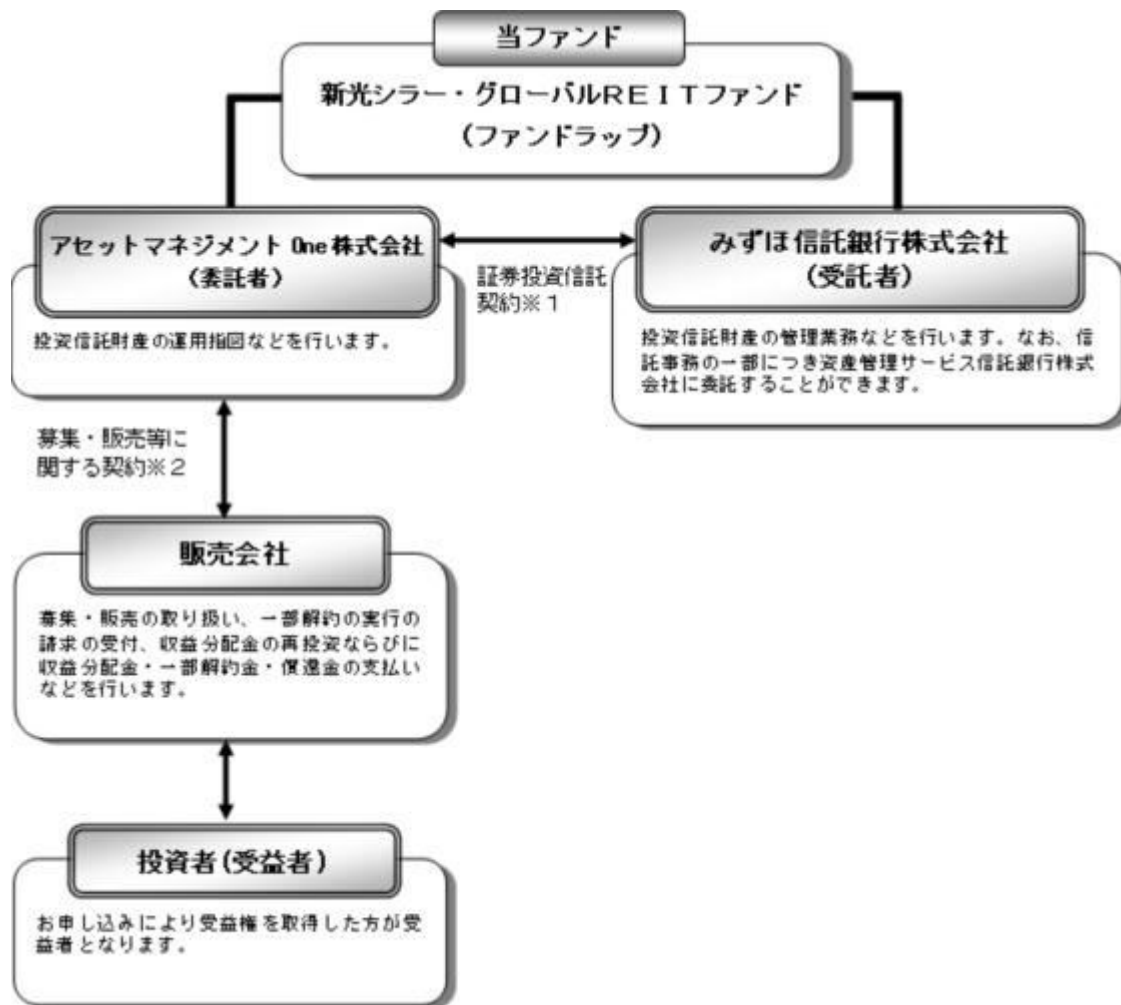 当ファンド
新光シラー・グローバルＲＥＩＴファンド
(ファンドラップ)
アセットマネジメント One 株式会社
(委託者)
投資信託財産の運用指図などを行います。
証券投資信託
契約※１
みずほ信託銀行株式会社
(受託者)
投資信託財産の管理業務などを行います。なお、信
託事務の一部につき資産管理サービス信託銀行株式
会社に委託することができます。
募集・販売等に
関する契約※２
販売会社
募集・販売の取り扱い、一部解約の実行の
請求の受付、収益分配金の再投資ならびに
収益分配金・一部解約金・償還金の支払い
などを行います。
投資者(受益者)
お申し込みにより受益権を取得した方が受
益者となります。